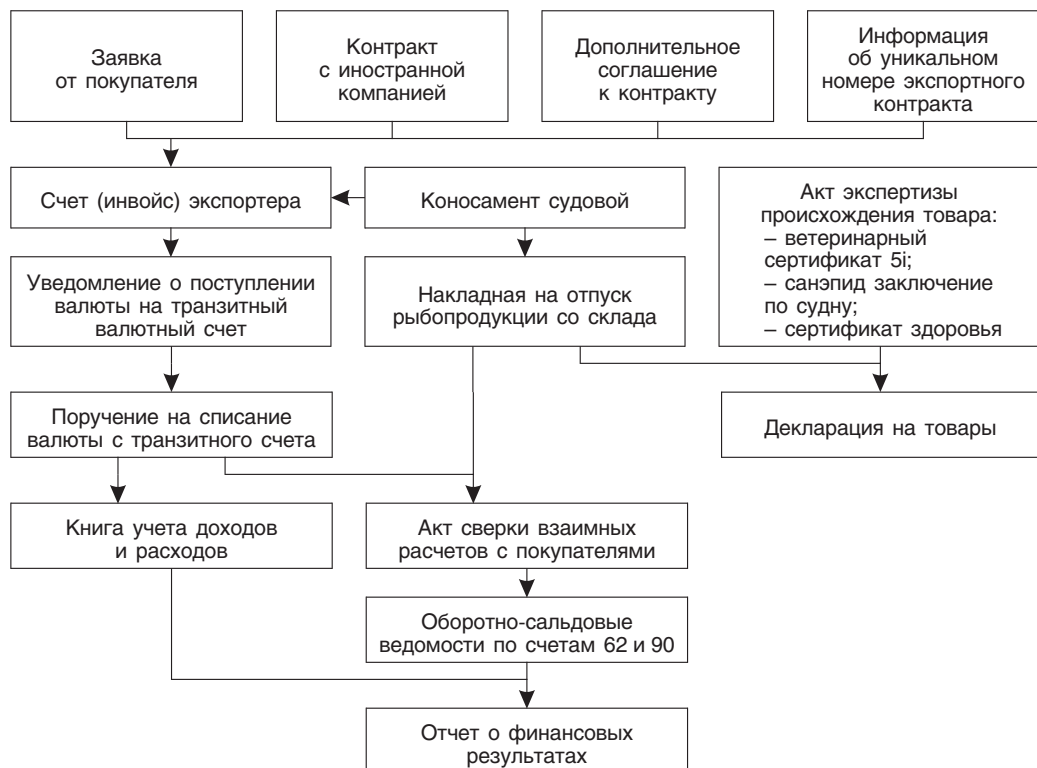 Заявка
от покупателя
Контракт
с иностранной
компанией
Дополнительное
соглашение
к контракту
Информация
об уникальном
номере экспортного
контракта
Счет (инвойс) экспортера
Коносамент судовой
Акт экспертизы
происхождения товара:
– ветеринарный
сертификат 5i;
– санэпид заключение
по судну;
– сертификат здоровья
Уведомление о поступлении
валюты на транзитный
валютный счет
Накладная на отпуск
рыбопродукции со склада
Поручение на списание
валюты с транзитного счета
Декларация на товары
Книга учета доходов
и расходов
Акт сверки взаимных
расчетов с покупателями
Оборотно-сальдовые
ведомости по счетам 62 и 90
Отчет о финансовых
результатах